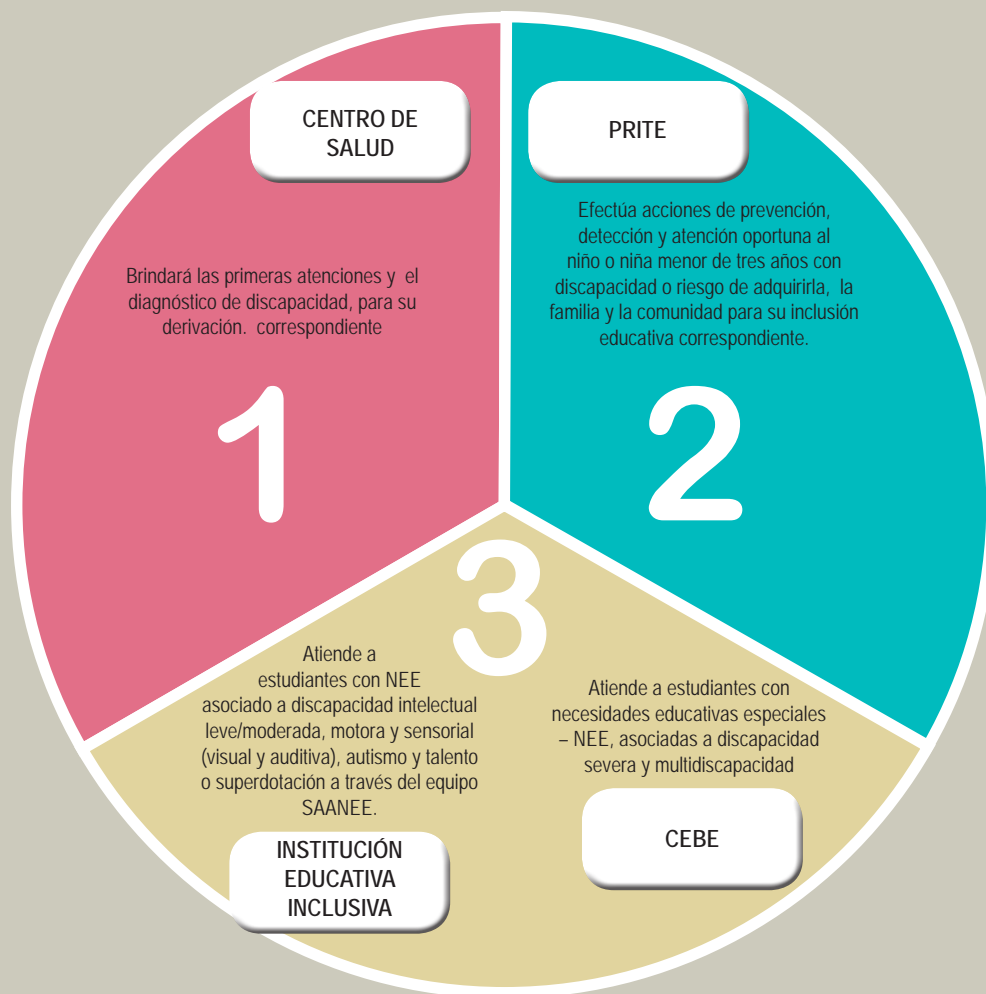 CENTRO DE
SALUD
Brindará las primeras atenciones y el
diagnóstico de discapacidad, para su
derivación. correspondiente
1
PRITE
Efectúa acciones de prevención,
detección y atención oportuna al
niño o niña menor de tres años con
discapacidad o riesgo de adquirirla, la
familia y la comunidad para su inclusión
educativa correspondiente.
2
3
Atiende a
estudiantes con NEE
asociado a discapacidad intelectual
leve/moderada, motora y sensorial
(visual y auditiva), autismo y talento
o superdotación a través del equipo
SAANEE.
INSTITUCIÓN
EDUCATIVA
INCLUSIVA
Atiende a estudiantes con
necesidades educativas especiales
– NEE, asociadas a discapacidad
severa y multidiscapacidad
CEBE